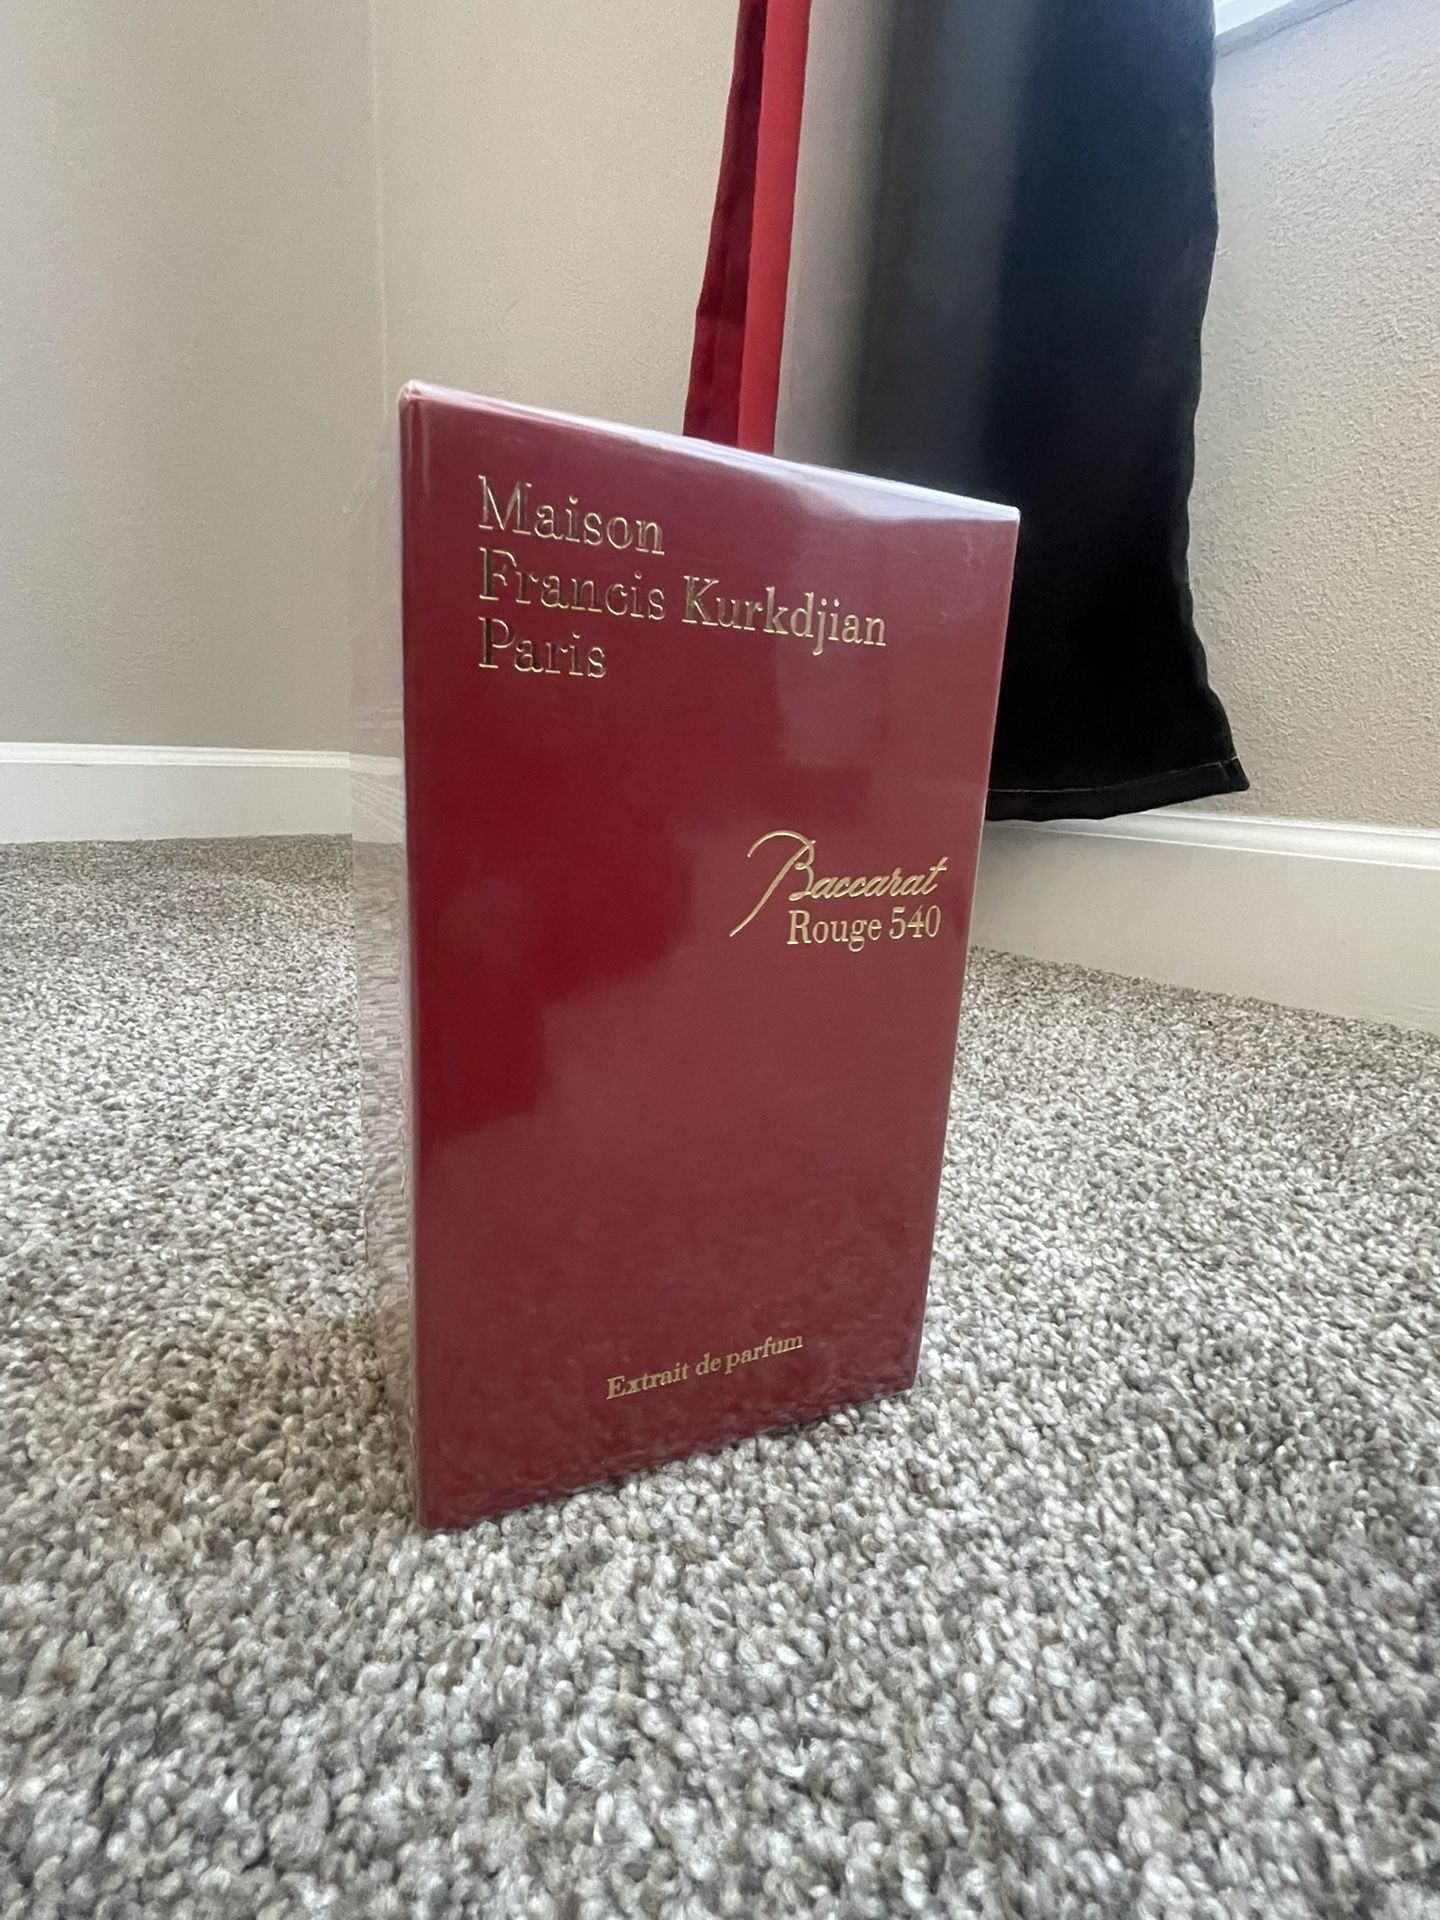 Maison
Francis Kurkdjian
Paris
Baccarat
Rouge 540
Extrait de parfum